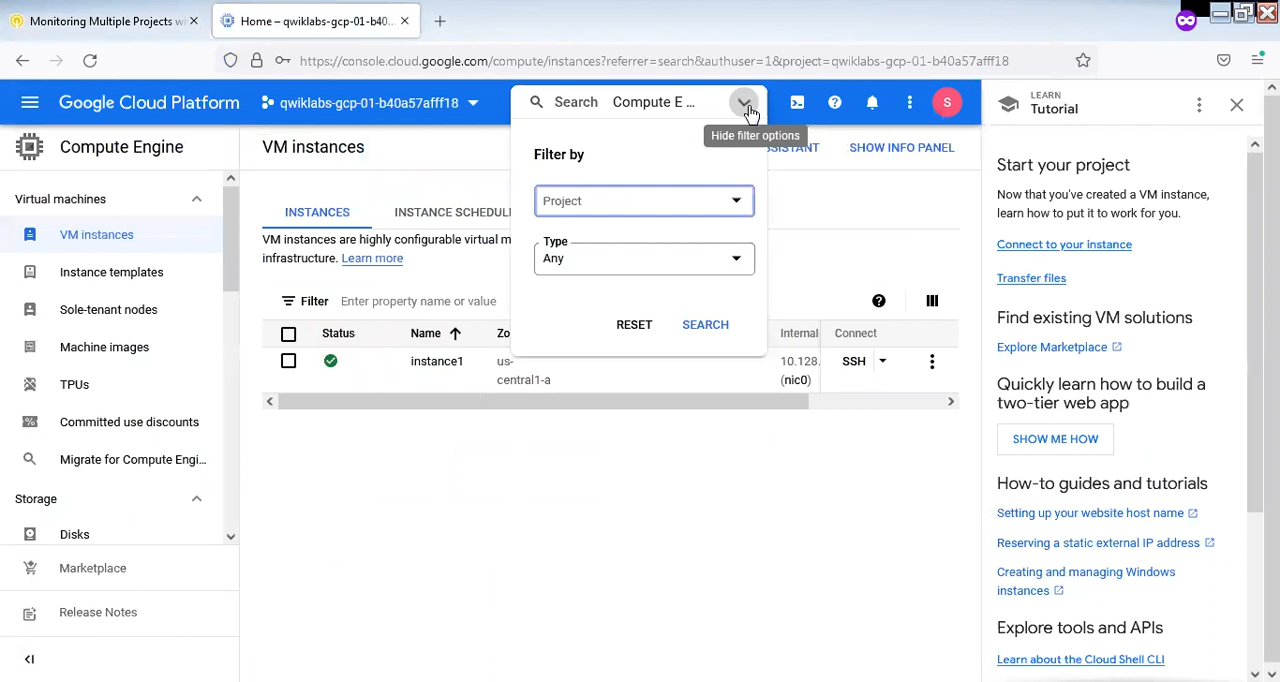 Monitoring Multiple Projects wi
Home – qwiklabs-gcp-01-b40...
https://console.cloud.google.com/compute/instances?referrer=search&authuser=1&project=qwiklabs-gcp-01-b40a57afff18
Google Cloud Platform
qwiklabs-gcp-01-b40a57afff18
Search Compute E ...
S
LEARN
Tutorial
Hide filter options
Compute Engine
VM instances
SISTANT
SHOW INFO PANEL
Virtual machines
VM instances
Instance templates
Sole-tenant nodes
Machine images
TPUs
Committed use discounts
Migrate for Compute Engi...
Storage
Disks
Marketplace
Release Notes
INSTANCES
INSTANCE SCHEDUL
VM instances are highly configurable virtual m
infrastructure. Learn more
Filter Enter property name or value
Status Name Zo Internal Connect
instance1 us-
central1-a
10.128.
(nic0)
SSH
Filter by
Project
Type
Any
RESET SEARCH
Start your project
Now that you've created a VM instance,
learn how to put it to work for you.
Connect to your instance
Transfer files
Find existing VM solutions
Explore Marketplace
Quickly learn how to build a
two-tier web app
SHOW ME HOW
How-to guides and tutorials
Setting up your website host name
Reserving a static external IP address
Creating and managing Windows
instances
Explore tools and APIs
Learn about the Cloud Shell CLI